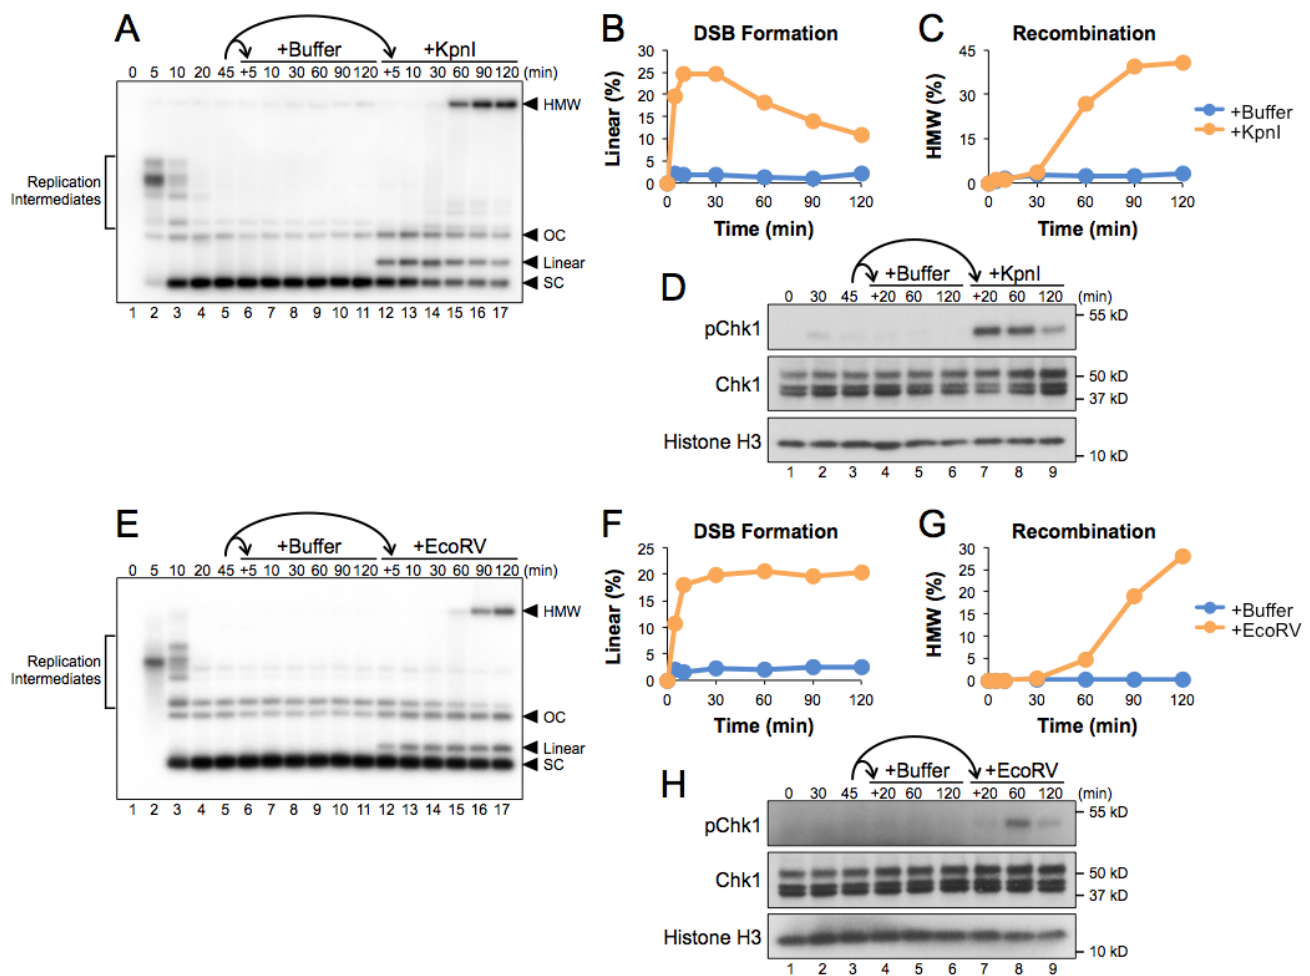 A
+Buffer
+KpnI
0 5 10 20 45 +5 10 30 60 90 120 +5 10 30 60 90 120 (min)
HMW
Replication
Intermediates
OC
Linear
SC
1 2 3 4 5 6 7 8 9 10 11 12 13 14 15 16 17
B
DSB Formation
Linear (%)
30
25
20
15
10
5
0
0 30 60 90 120
Time (min)
C
Recombination
HMW (%)
45
30
15
0
0 30 60 90 120
Time (min)
+Buffer
+KpnI
D
+Buffer
+KpnI
0 30 45 +20 60 120 +20 60 120 (min)
pChk1
55 kD
Chk1
50 kD
37 kD
Histone H3
10 kD
1 2 3 4 5 6 7 8 9
E
+Buffer
+EcoRV
0 5 10 20 45 +5 10 30 60 90 120 +5 10 30 60 90 120 (min)
HMW
Replication
Intermediates
OC
Linear
SC
1 2 3 4 5 6 7 8 9 10 11 12 13 14 15 16 17
F
DSB Formation
Linear (%)
25
20
15
10
5
0
0 30 60 90 120
Time (min)
G
Recombination
HMW (%)
30
25
20
15
10
5
0
0 30 60 90 120
Time (min)
+Buffer
+EcoRV
H
+Buffer
+EcoRV
0 30 45 +20 60 120 +20 60 120 (min)
pChk1
55 kD
Chk1
50 kD
37 kD
Histone H3
10 kD
1 2 3 4 5 6 7 8 9